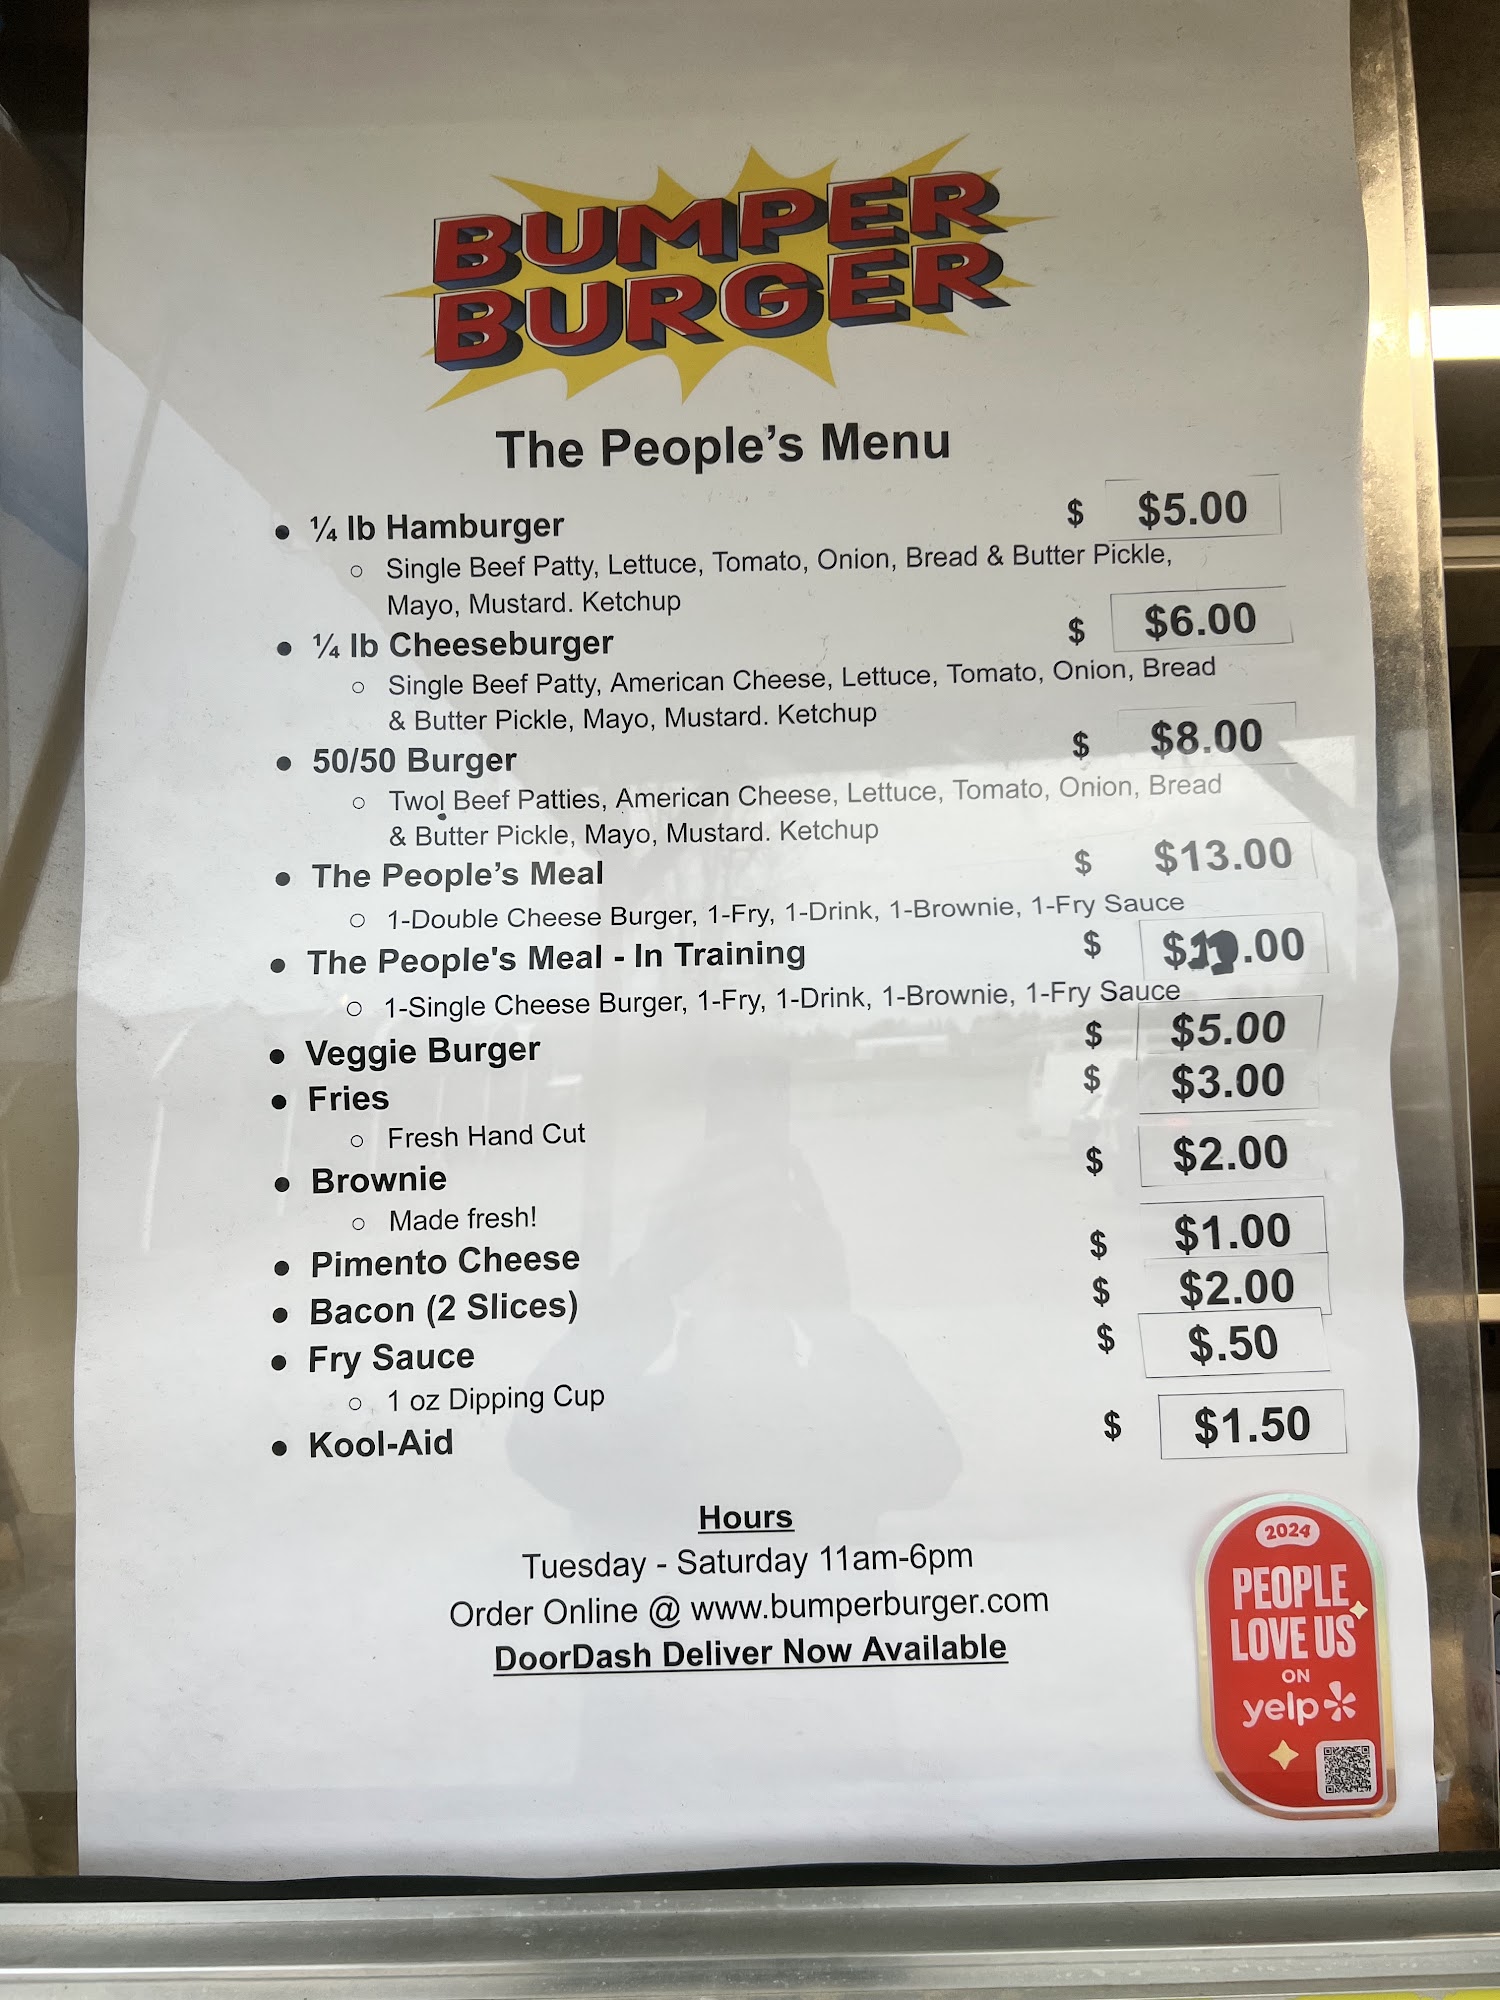 BUMPER
BURGER
The People's Menu
● ¼ lb Hamburger $ $5.00
○ Single Beef Patty, Lettuce, Tomato, Onion, Bread & Butter Pickle,
Mayo, Mustard. Ketchup
● ¼ lb Cheeseburger $ $6.00
○ Single Beef Patty, American Cheese, Lettuce, Tomato, Onion, Bread
& Butter Pickle, Mayo, Mustard. Ketchup
● 50/50 Burger $ $8.00
○ Two Beef Patties, American Cheese, Lettuce, Tomato, Onion, Bread
& Butter Pickle, Mayo, Mustard. Ketchup
● The People's Meal $ $13.00
○ 1-Double Cheese Burger, 1-Fry, 1-Drink, 1-Brownie, 1-Fry Sauce
● The People's Meal - In Training $
○ 1-Single Cheese Burger, 1-Fry, 1-Drink, 1-Brownie, 1-Fry Sauce
● Veggie Burger $ $5.00
● Fries $ $3.00
○ Fresh Hand Cut
● Brownie $ $2.00
○ Made fresh!
● Pimento Cheese $ $1.00
● Bacon (2 Slices) $ $2.00
● Fry Sauce $ $.50
○ 1 oz Dipping Cup
● Kool-Aid $ $1.50
Hours
Tuesday - Saturday 11am-6pm
Order Online @ www.bumperburger.com
DoorDash Deliver Now Available
2024
PEOPLE
LOVE US
ON
yelp